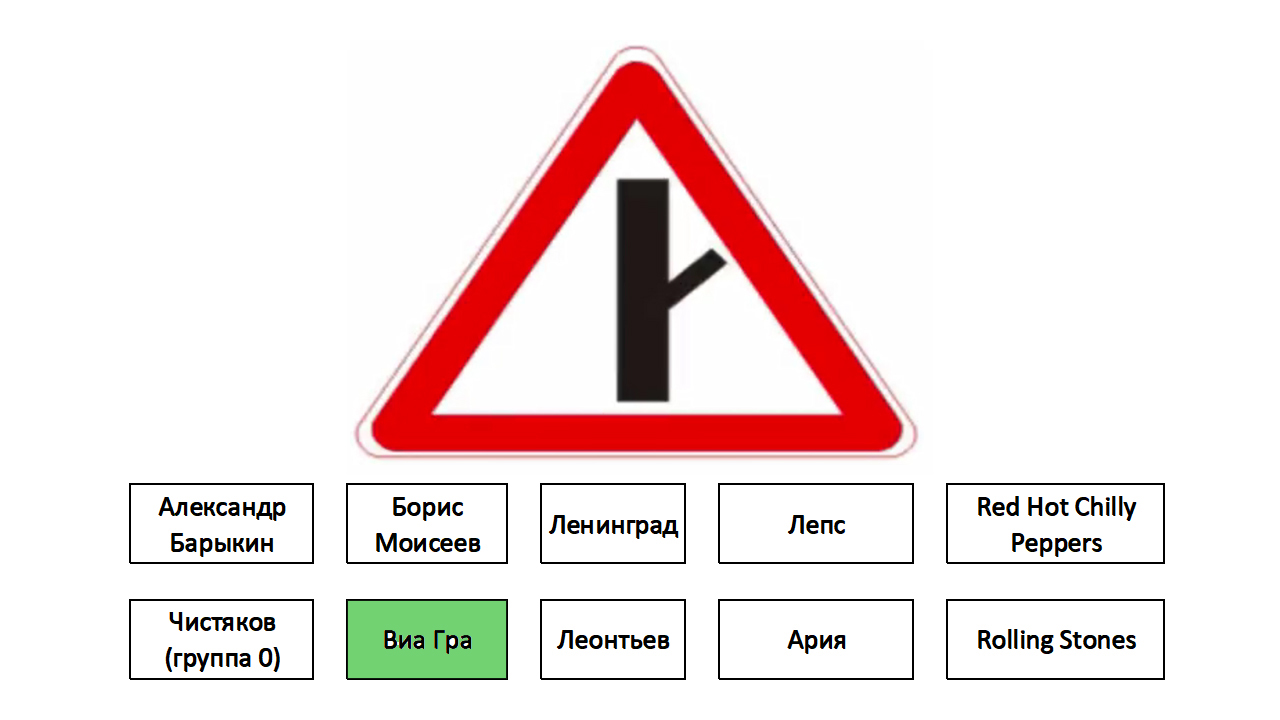 Александр
Барыкин
Борис
Моисеев
Ленинград
Лепс
Red Hot Chilly
Peppers
Чистяков
(группа 0)
Виа Гра
Леонтьев
Ария
Rolling Stones